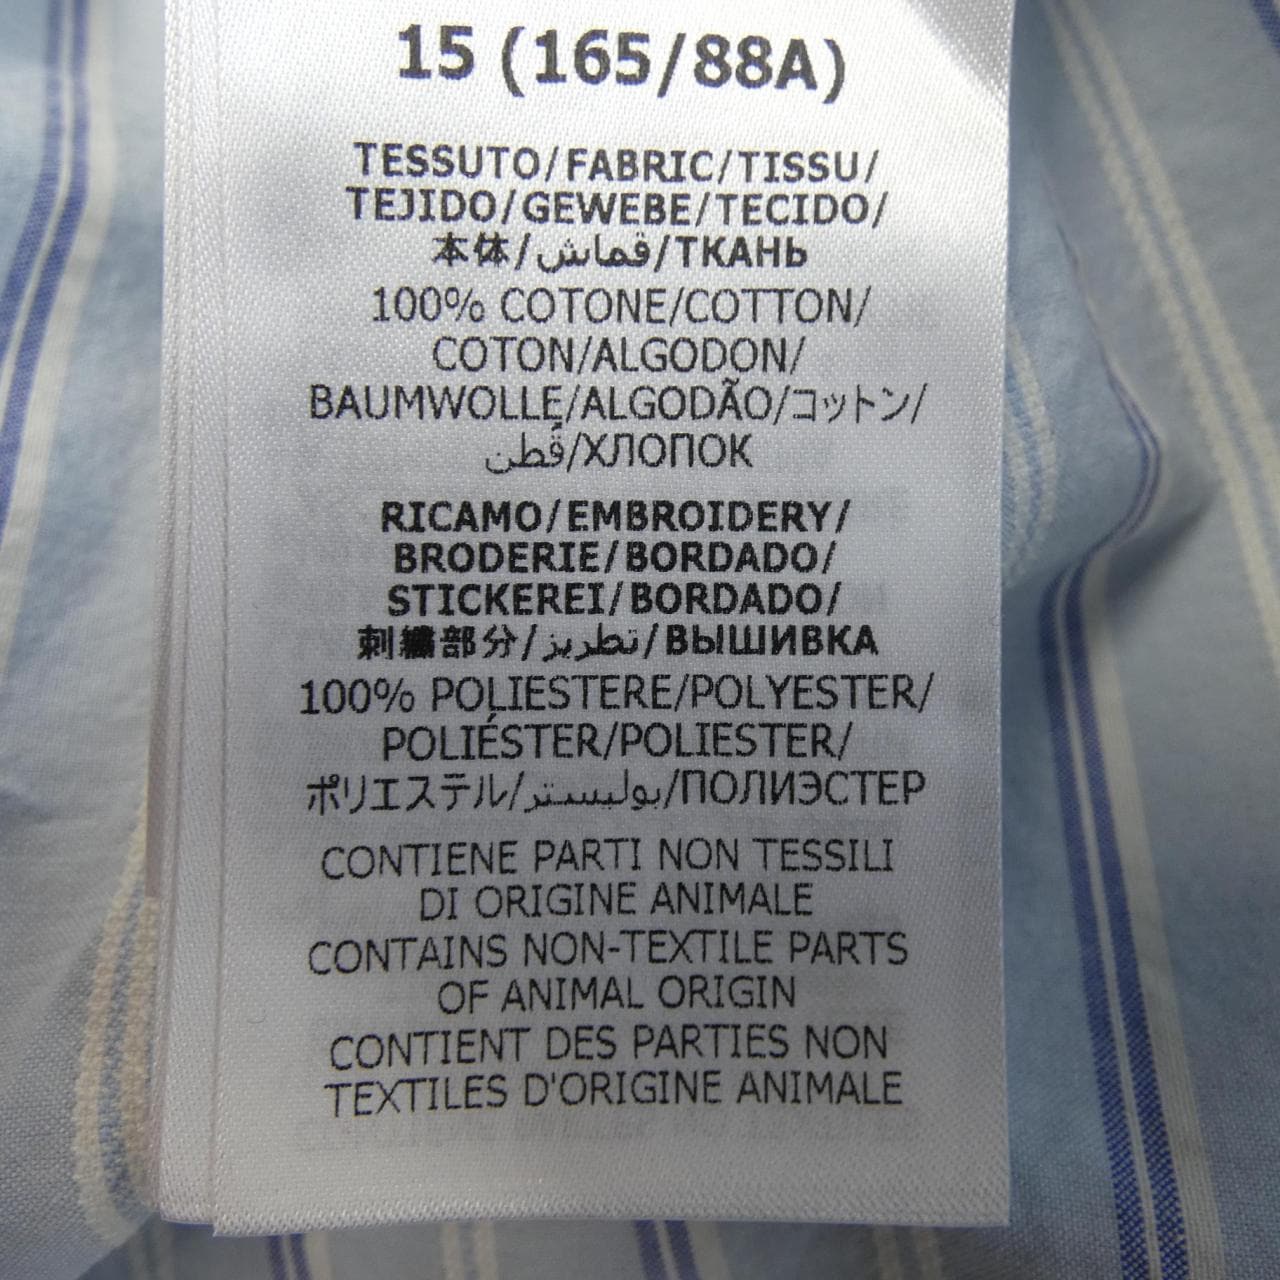 15 (165/88A)
TESSUTO/FABRIC/TISSU/
TEJIDO/GEWEBE/TECIDO/
本体/قماش/ТКАНЬ
100% COTONE/COTTON/
COTON/ALGODON/
BAUMWOLLE/ALGODÃO/コットン/
قُطن/ХЛОПОК
RICAMO/EMBROIDERY/
BRODERIE/BORDADO/
STICKEREI/BORDADO/
刺繍部分/تطريز/ВЫШИВКА
100% POLIESTERE/POLYESTER/
POLIÉSTER/POLIESTER/
ポリエステル/بوليستر/ПОЛИЭСТЕР
CONTIENE PARTI NON TESSILI
DI ORIGINE ANIMALE
CONTAINS NON-TEXTILE PARTS
OF ANIMAL ORIGIN
CONTIENT DES PARTIES NON
TEXTILES D'ORIGINE ANIMALE